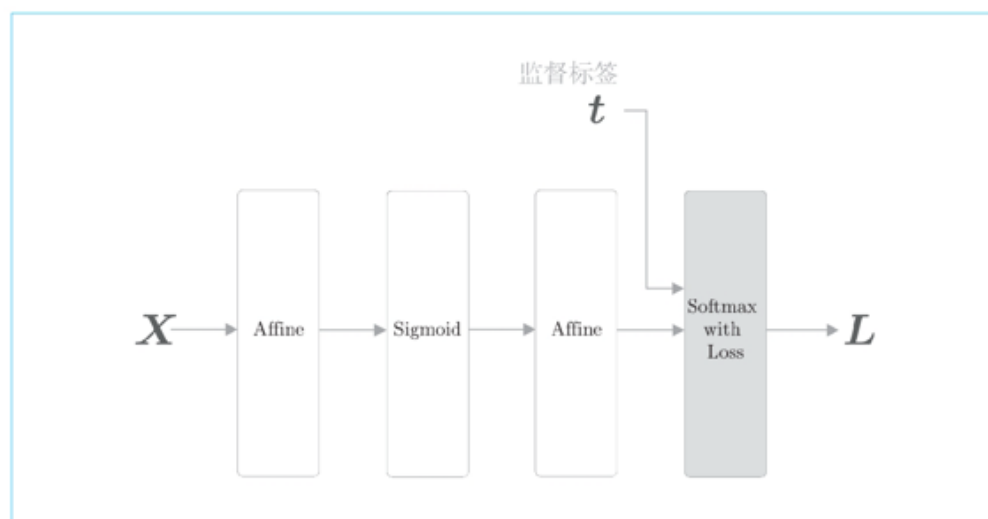 监督标签
t
X
Affine
Sigmoid
Affine
Softmax
with
Loss
L